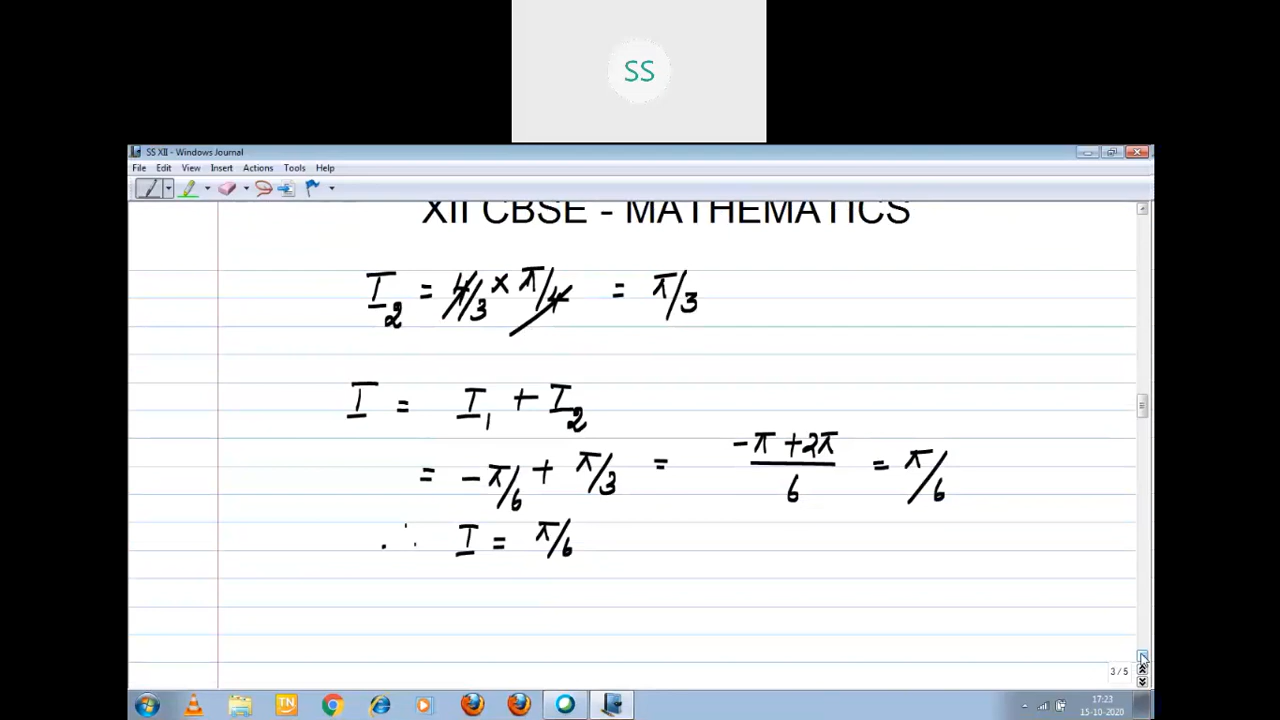 SS
SS XII - Windows Journal
File Edit View Insert Actions Tools Help
XII CBSE - MATHEMATICS
I₂ = 4/3 × π/4 = π/3
I = I₁ + I₂
= -π/6 + π/3 = (-π + 2π)/6 = π/6
∴ I = π/6
3 / 5
TN
17:23
15-10-2020